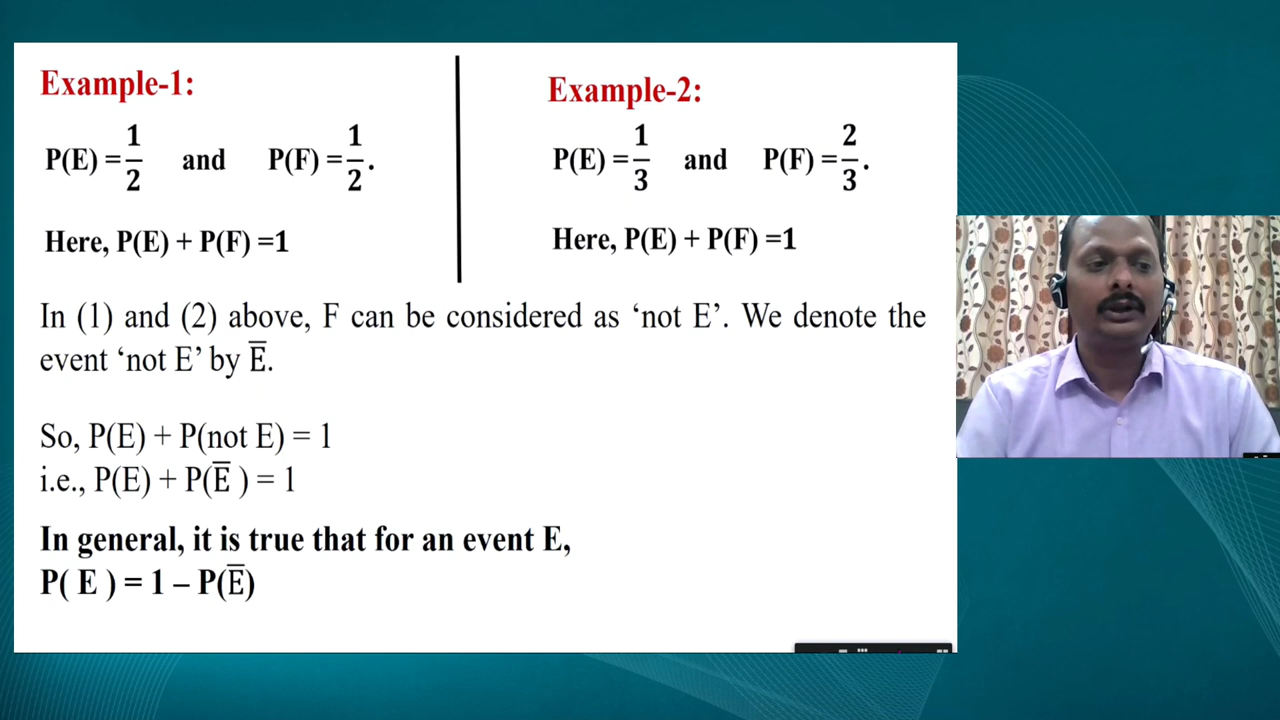 Example-1:
P(E) = 1/2 and P(F) = 1/2.
Here, P(E) + P(F) =1
Example-2:
P(E) = 1/3 and P(F) = 2/3.
Here, P(E) + P(F) =1
In (1) and (2) above, F can be considered as ‘not E’. We denote the
event ‘not E’ by E̅.
So, P(E) + P(not E) = 1
i.e., P(E) + P(E̅ ) = 1
In general, it is true that for an event E,
P( E ) = 1 – P(E̅)